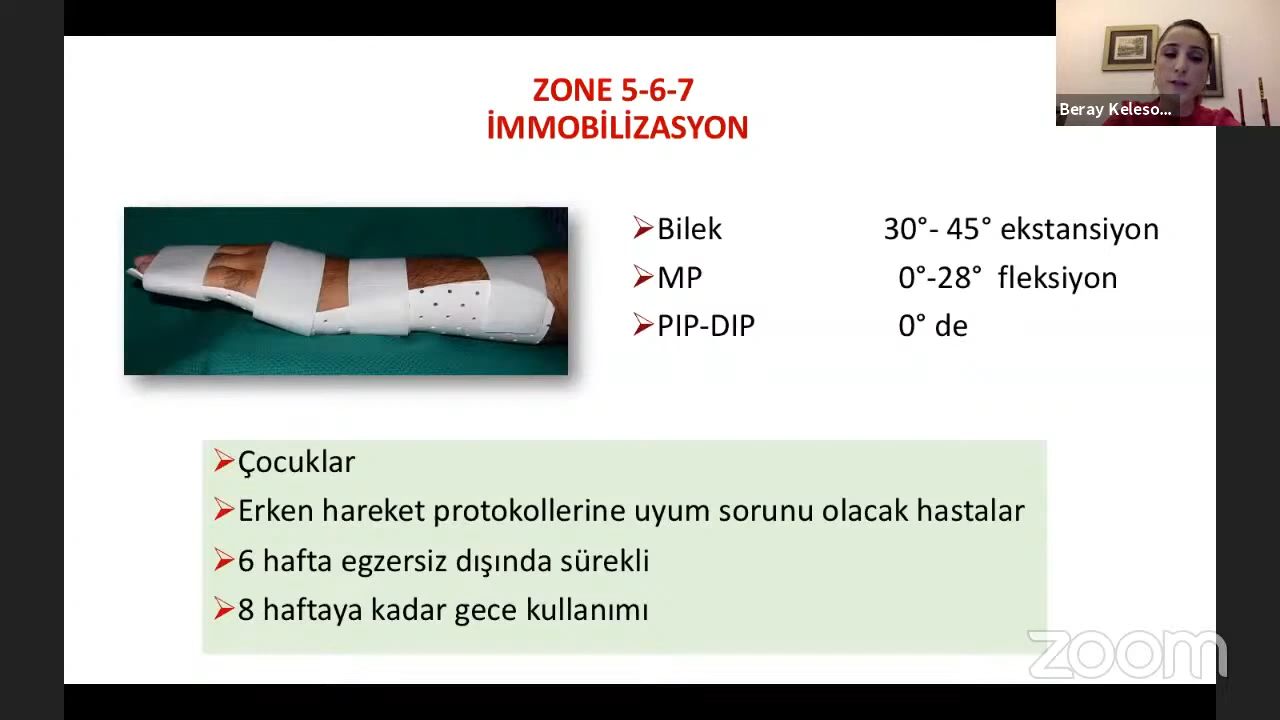 ZONE 5-6-7
İMMOBİLİZASYON
Beray Keleso...
➢Bilek 30°- 45° ekstansiyon
➢MP 0°-28° fleksiyon
➢PIP-DIP 0° de
➢Çocuklar
➢Erken hareket protokollerine uyum sorunu olacak hastalar
➢6 hafta egzersiz dışında sürekli
➢8 haftaya kadar gece kullanımı
zoom